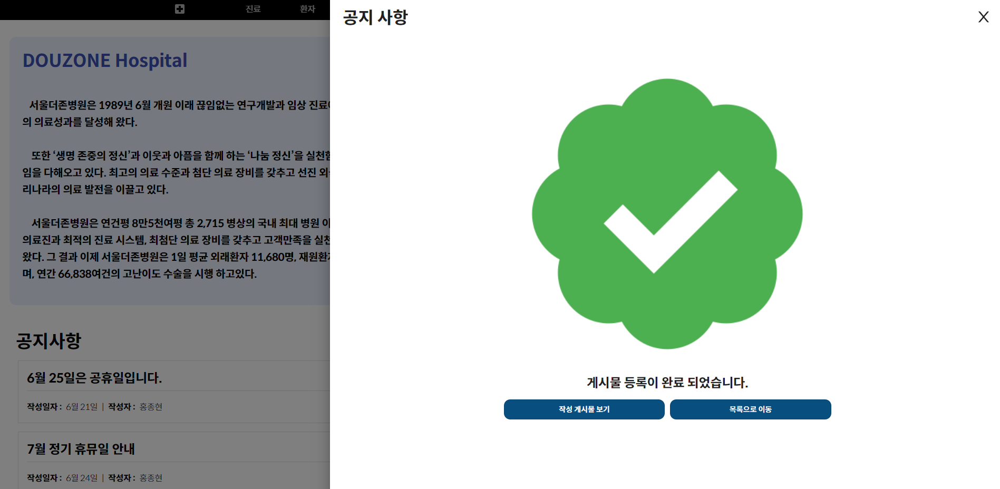 진료 환자
DOUZONE Hospital
서울더존병원은 1989년 6월 개원 이래 끊임없는 연구개발과 임상 진료
의 의료성과를 달성해 왔다.
또한 ‘생명 존중의 정신’과 이웃과 아픔을 함께 하는 ‘나눔 정신’을 실천함
임을 다해오고 있다. 최고의 의료 수준과 첨단 의료 장비를 갖추고 선진
리나라의 의료 발전을 이끌고 있다.
서울더존병원은 연건평 8만5천여평 총 2,715 병상의 국내 최대 병원
의료진과 최적의 진료 시스템, 최첨단 의료 장비를 갖추고 고객만족을 실천
왔다. 그 결과 이제 서울더존병원은 1일 평균 외래환자 11,680명, 재원환자
며, 연간 66,838여건의 고난이도 수술을 시행 하고있다.
공지사항
6월 25일은 공휴일입니다.
작성일자 : 6월 21일 | 작성자 : 홍종현
7월 정기 휴뮤일 안내
작성일자 : 6월 24일 | 작성자 : 홍종현
공지 사항
X
게시물 등록이 완료 되었습니다.
작성 게시물 보기 목록으로 이동